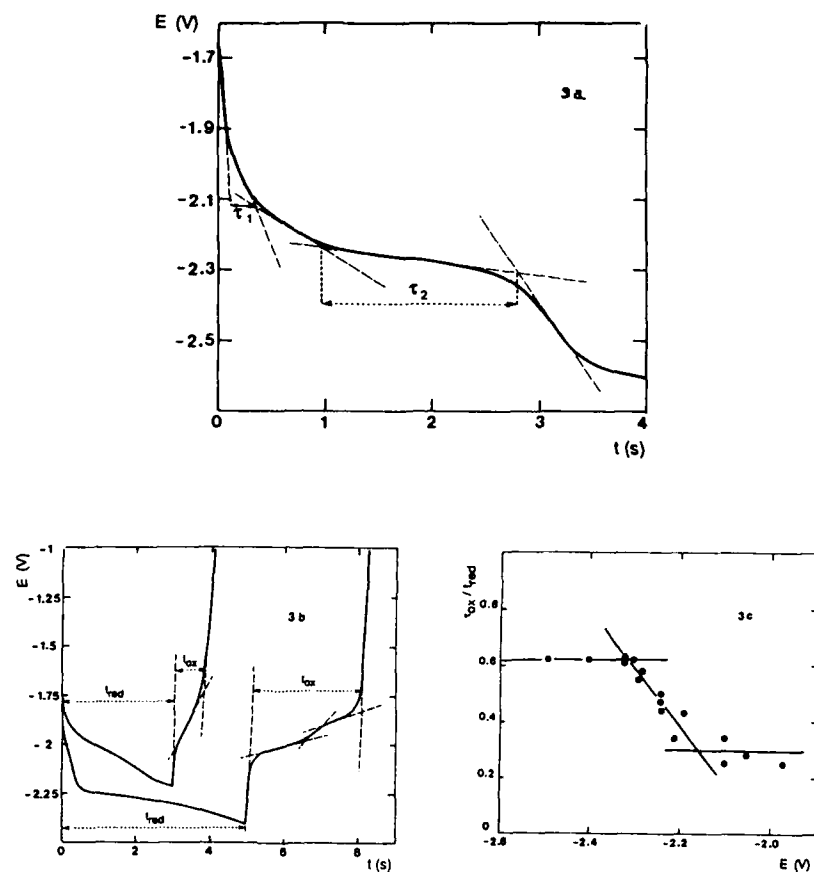 E (V)
3a
-1.7
-1.9
-2.1
-2.3
-2.5
τ1
τ2
0 1 2 3 4
t (s)
E (V)
3b
-1
-1.25
-1.5
-1.75
-2
-2.25
tox
tred
tox
tred
0 2 4 6 8
t (s)
τox / tred
3c
0.8
0.6
0.4
0.2
0
-2.6 -2.4 -2.2 -2.0
E (V)